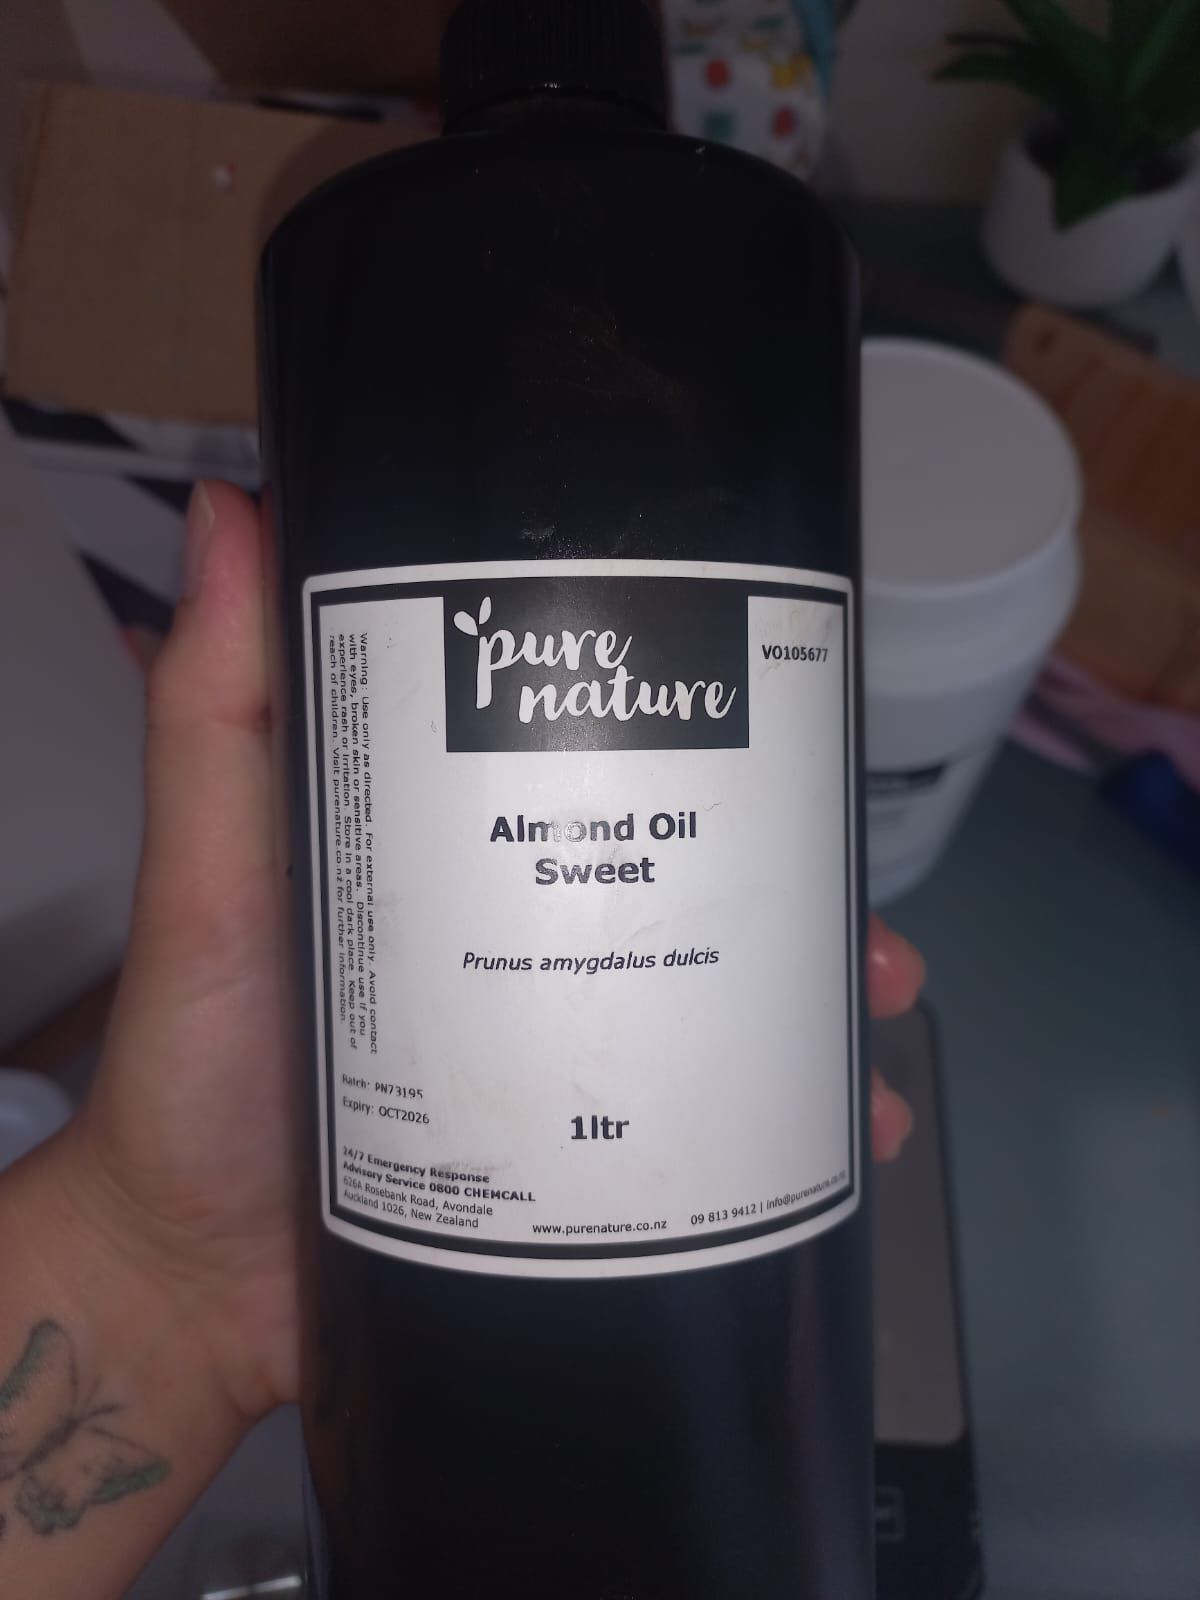 pure
nature
VO105677
Almond Oil
Sweet
Prunus amygdalus dulcis
1ltr
Warning: Use only as directed. For external use only. Avoid contact
with eyes, broken skin or sensitive areas. Discontinue use if you
experience rash or irritation. Store in a cool dark place. Keep out of
reach of children. Visit purenature.co.nz for further information.
Batch: PN73195
Expiry: OCT2026
24/7 Emergency Response
Advisory Service 0800 CHEMCALL
626A Rosebank Road, Avondale
Auckland 1026, New Zealand
www.purenature.co.nz
09 813 9412 | info@purenature.co.nz